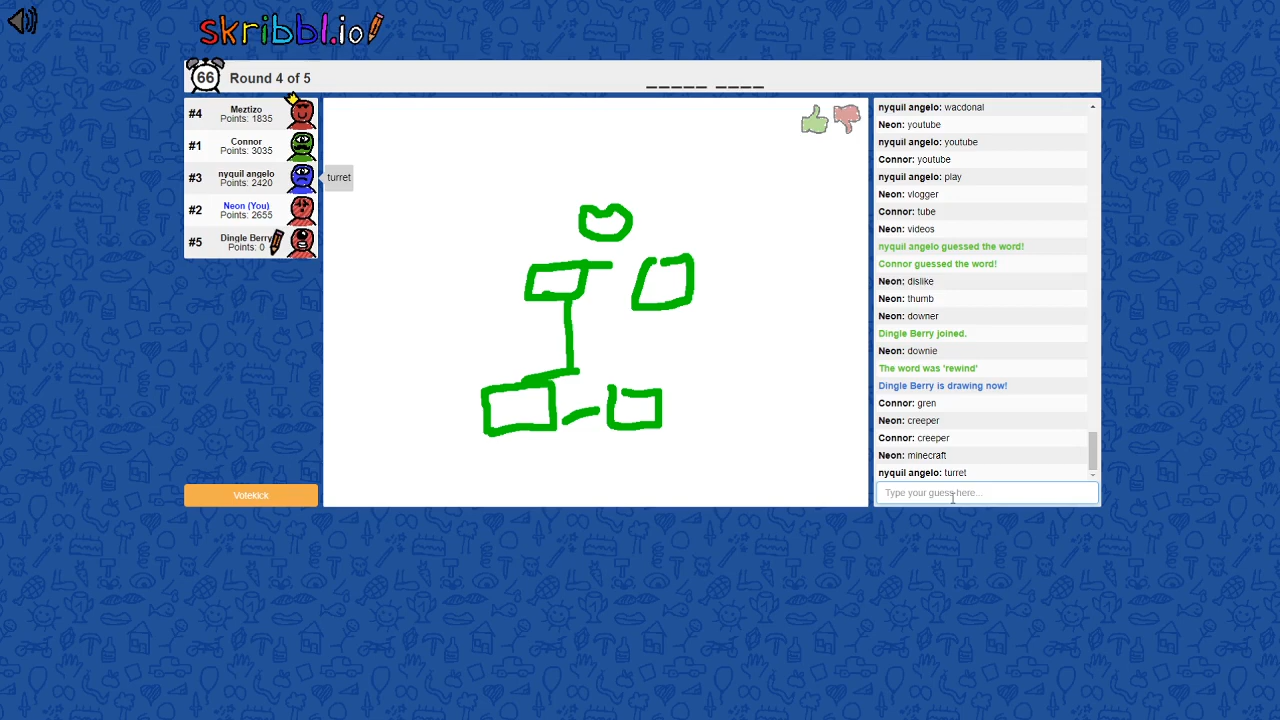 skribbl.io
66
Round 4 of 5
_____ ____
#4
Meztizo
Points: 1835
#1
Connor
Points: 3035
#3
nyquil angelo
Points: 2420
#2
Neon (You)
Points: 2655
#5
Dingle Berry
Points: 0
Votekick
turret
nyquil angelo: wacdonal
Neon: youtube
nyquil angelo: youtube
Connor: youtube
nyquil angelo: play
Neon: vlogger
Connor: tube
Neon: videos
nyquil angelo guessed the word!
Connor guessed the word!
Neon: dislike
Neon: thumb
Neon: downer
Dingle Berry joined.
Neon: downie
The word was 'rewind'
Dingle Berry is drawing now!
Connor: gren
Neon: creeper
Connor: creeper
Neon: minecraft
nyquil angelo: turret
Type your guess here...